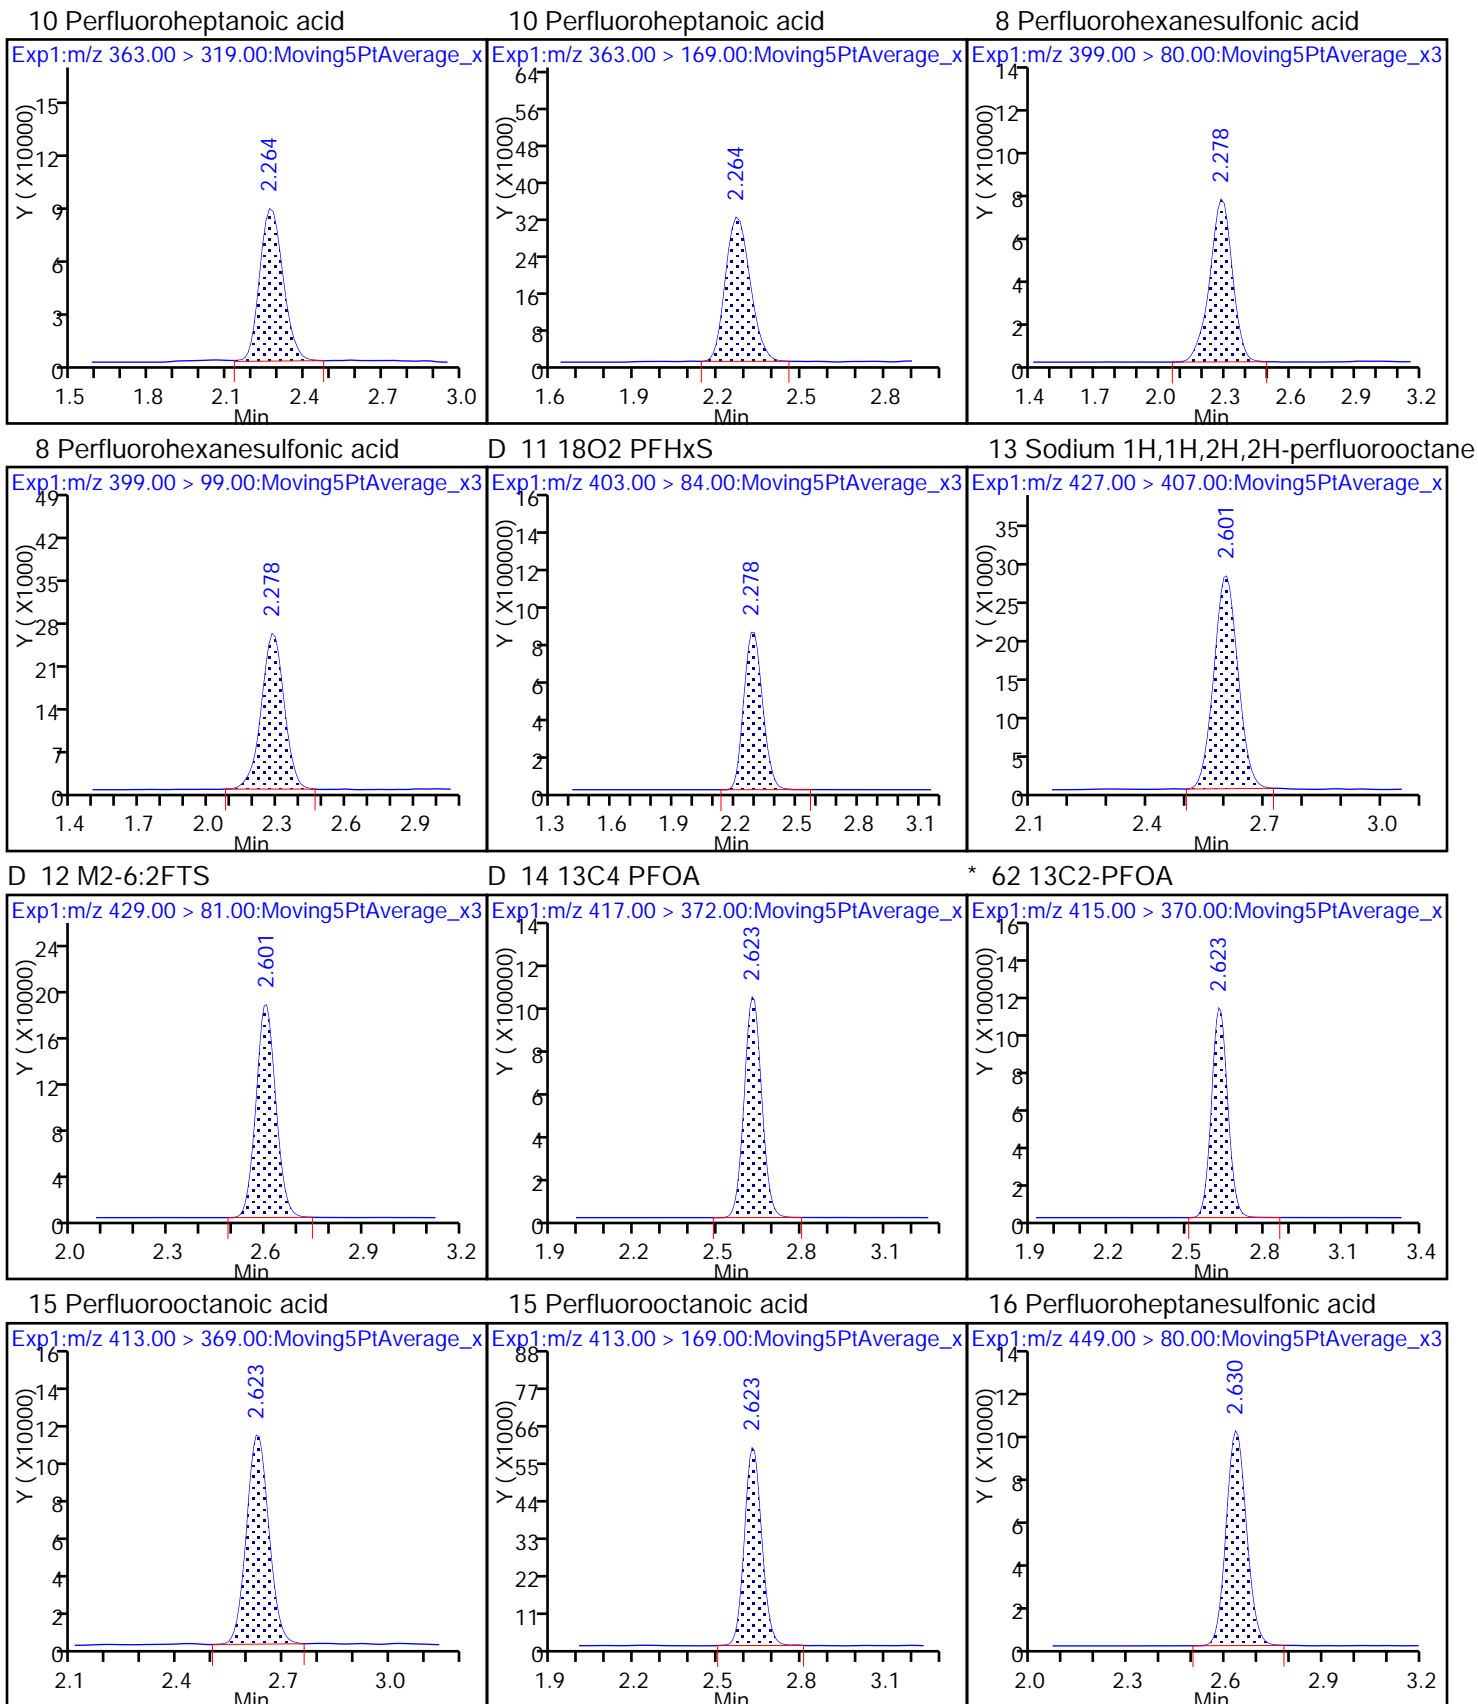 10 Perfluoroheptanoic acid
Exp1:m/z 363.00 > 319.00:Moving5PtAverage_x
Y ( X10000)
15
12
9
6
3
0
2.264
1.5 1.8 2.1 2.4 2.7 3.0
Min
10 Perfluoroheptanoic acid
Exp1:m/z 363.00 > 169.00:Moving5PtAverage_x
Y ( X1000)
64
56
48
40
32
24
16
8
0
2.264
1.6 1.9 2.2 2.5 2.8
Min
8 Perfluorohexanesulfonic acid
Exp1:m/z 399.00 > 80.00:Moving5PtAverage_x3
Y ( X10000)
14
12
10
8
6
4
2
0
2.278
1.4 1.7 2.0 2.3 2.6 2.9 3.2
Min
8 Perfluorohexanesulfonic acid
Exp1:m/z 399.00 > 99.00:Moving5PtAverage_x3
Y ( X1000)
49
42
35
28
21
14
7
0
2.278
1.4 1.7 2.0 2.3 2.6 2.9
Min
D 11 18O2 PFHxS
Exp1:m/z 403.00 > 84.00:Moving5PtAverage_x3
Y ( X100000)
16
14
12
10
8
6
4
2
0
2.278
1.3 1.6 1.9 2.2 2.5 2.8 3.1
Min
13 Sodium 1H,1H,2H,2H-perfluorooctane
Exp1:m/z 427.00 > 407.00:Moving5PtAverage_x
Y ( X1000)
35
30
25
20
15
10
5
0
2.601
2.1 2.4 2.7 3.0
Min
D 12 M2-6:2FTS
Exp1:m/z 429.00 > 81.00:Moving5PtAverage_x3
Y ( X10000)
24
20
16
12
8
4
0
2.601
2.0 2.3 2.6 2.9 3.2
Min
D 14 13C4 PFOA
Exp1:m/z 417.00 > 372.00:Moving5PtAverage_x
Y ( X100000)
14
12
10
8
6
4
2
0
2.623
1.9 2.2 2.5 2.8 3.1
Min
* 62 13C2-PFOA
Exp1:m/z 415.00 > 370.00:Moving5PtAverage_x
Y ( X100000)
16
14
12
10
8
6
4
2
0
2.623
1.9 2.2 2.5 2.8 3.1 3.4
Min
15 Perfluorooctanoic acid
Exp1:m/z 413.00 > 369.00:Moving5PtAverage_x
Y ( X10000)
16
14
12
10
8
6
4
2
0
2.623
2.1 2.4 2.7 3.0
Min
15 Perfluorooctanoic acid
Exp1:m/z 413.00 > 169.00:Moving5PtAverage_x
Y ( X1000)
88
77
66
55
44
33
22
11
0
2.623
1.9 2.2 2.5 2.8 3.1
Min
16 Perfluoroheptanesulfonic acid
Exp1:m/z 449.00 > 80.00:Moving5PtAverage_x3
Y ( X10000)
14
12
10
8
6
4
2
0
2.630
2.0 2.3 2.6 2.9 3.2
Min